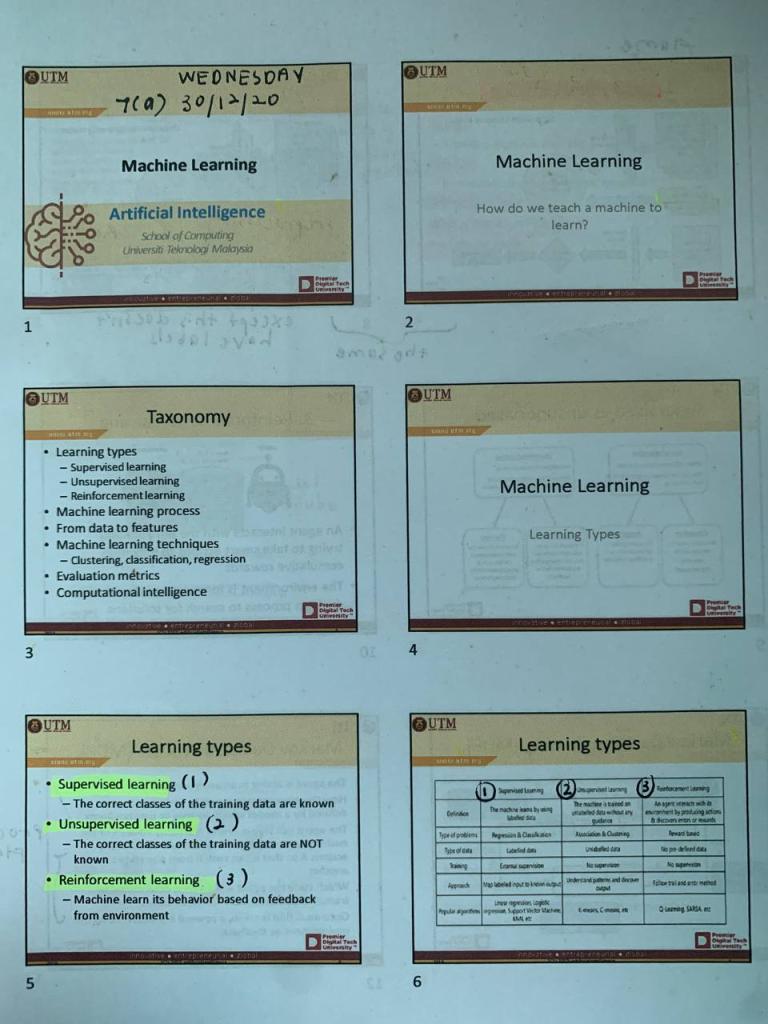 UTM
WEDNESDAY
7(a) 30/12/20
Machine Learning
Artificial Intelligence
School of Computing
Universiti Teknologi Malaysia
Premier
Digital Tech
University
innovative • entrepreneurial • global
1
UTM
Machine Learning
How do we teach a machine to
learn?
Premier
Digital Tech
University
innovative • entrepreneurial • global
2
UTM
Taxonomy
• Learning types
– Supervised learning
– Unsupervised learning
– Reinforcement learning
• Machine learning process
• From data to features
• Machine learning techniques
– Clustering, classification, regression
• Evaluation metrics
• Computational intelligence
Premier
Digital Tech
University
innovative • entrepreneurial • global
3
UTM
Machine Learning
Learning Types
Premier
Digital Tech
University
innovative • entrepreneurial • global
4
UTM
Learning types
• Supervised learning (1)
– The correct classes of the training data are known
• Unsupervised learning (2)
– The correct classes of the training data are NOT
known
• Reinforcement learning (3)
– Machine learn its behavior based on feedback
from environment
Premier
Digital Tech
University
innovative • entrepreneurial • global
5
UTM
Learning types
1 Supervised Learning 2 Unsupervised Learning 3 Reinforcement Learning
Definition The machine learns by using labelled data The machine is trained on unlabelled data without any guidance An agent interact with its environment by producing actions & discovers errors or rewards
Type of problems Regression & Classification Association & Clustering Reward based
Type of data Labelled data Unlabelled data No pre-defined data
Training External supervision No supervision No supervision
Approach Map labelled input to known output Understand patterns and discover output Follow trail and error method
Popular algorithms Linear regression, Logistic regression, Support Vector Machine, KNN, etc K-means, C-means, etc Q-Learning, SARSA, etc
Premier
Digital Tech
University
innovative • entrepreneurial • global
6